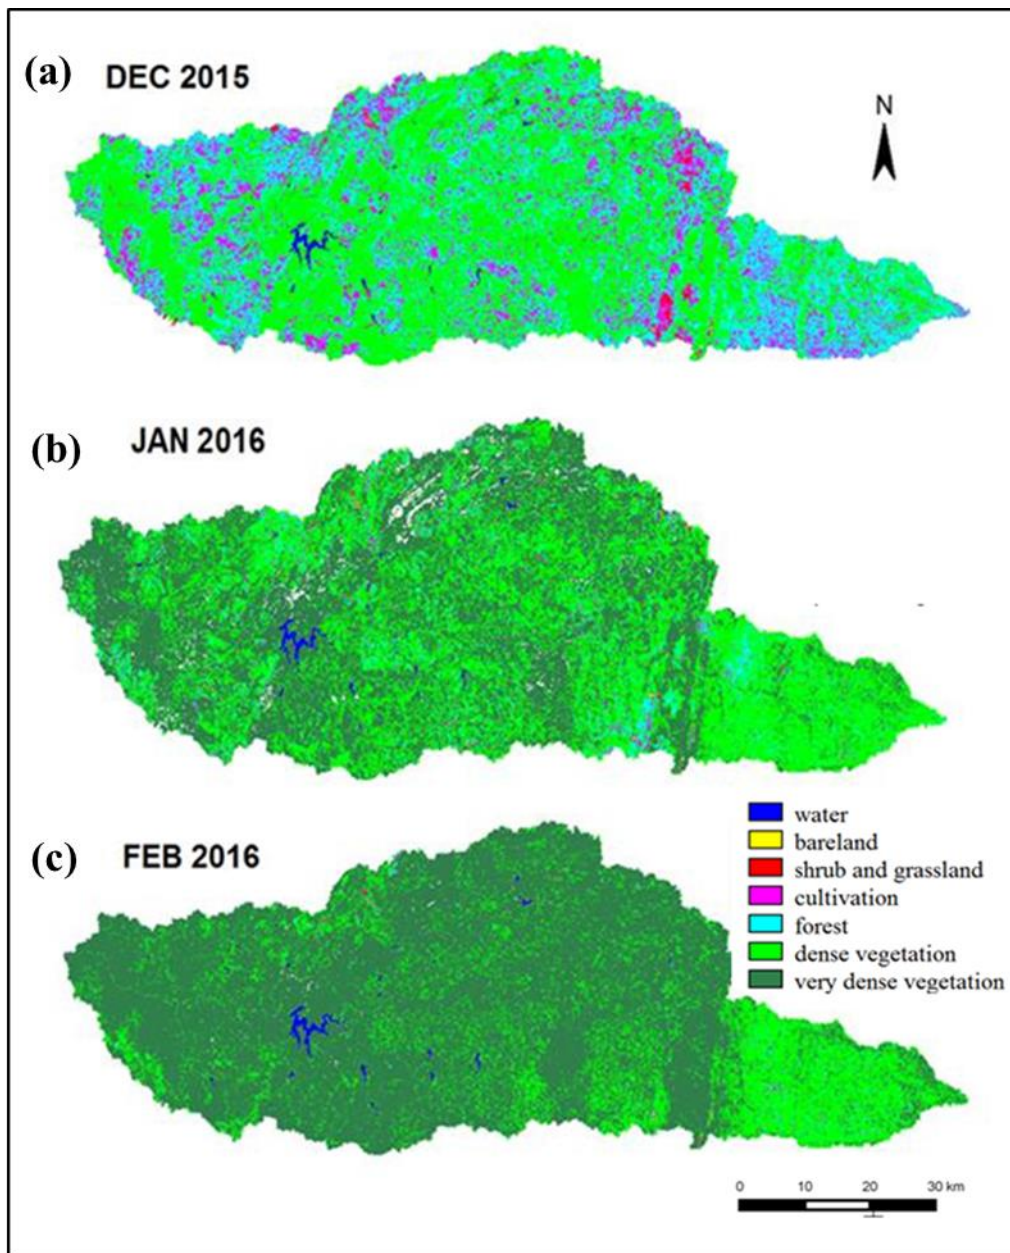 (a) DEC 2015
N
(b) JAN 2016
(c) FEB 2016
water
bareland
shrub and grassland
cultivation
forest
dense vegetation
very dense vegetation
0 10 20 30 km